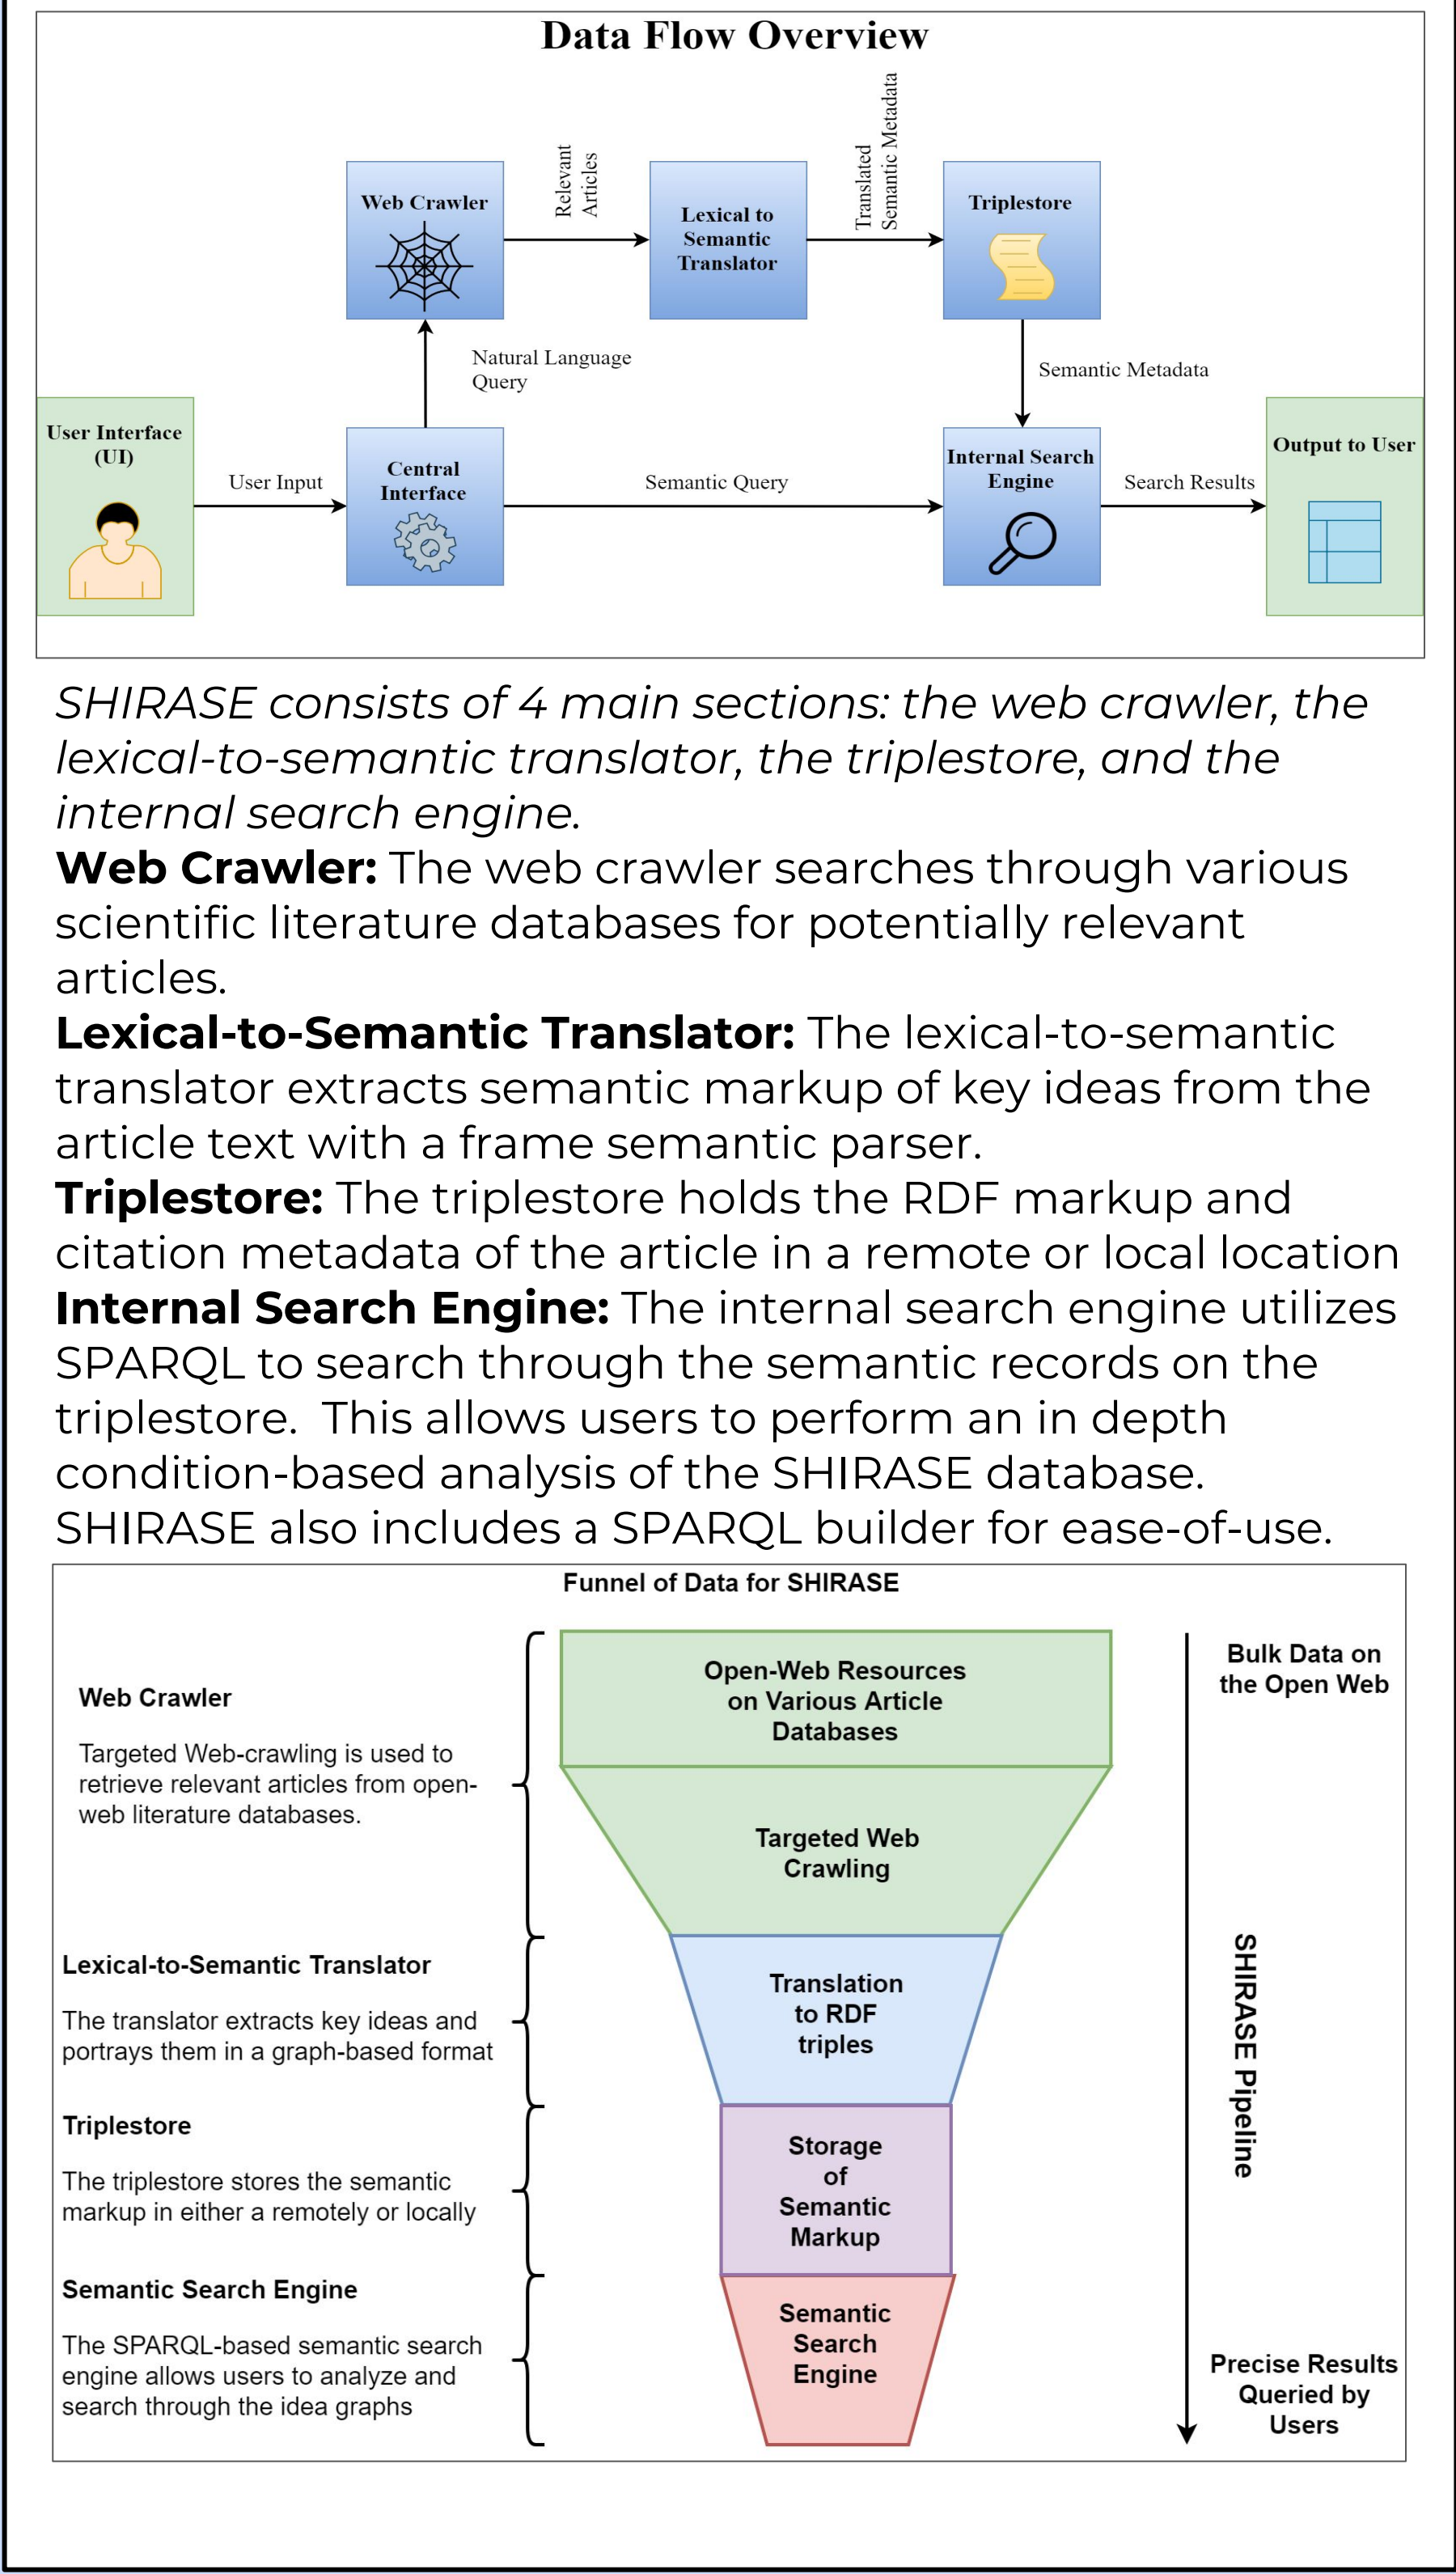 Data Flow Overview
Relevant
Articles
Translated
Semantic Metadata
Web Crawler
Lexical to
Semantic
Translator
Triplestore
Natural Language
Query
Semantic Metadata
User Interface
(UI)
User Input
Central
Interface
Semantic Query
Internal Search
Engine
Search Results
Output to User
SHIRASE consists of 4 main sections: the web crawler, the
lexical-to-semantic translator, the triplestore, and the
internal search engine.
Web Crawler: The web crawler searches through various
scientific literature databases for potentially relevant
articles.
Lexical-to-Semantic Translator: The lexical-to-semantic
translator extracts semantic markup of key ideas from the
article text with a frame semantic parser.
Triplestore: The triplestore holds the RDF markup and
citation metadata of the article in a remote or local location
Internal Search Engine: The internal search engine utilizes
SPARQL to search through the semantic records on the
triplestore.  This allows users to perform an in depth
condition-based analysis of the SHIRASE database.
SHIRASE also includes a SPARQL builder for ease-of-use.
Funnel of Data for SHIRASE
Web Crawler
Targeted Web-crawling is used to
retrieve relevant articles from open-
web literature databases.
Open-Web Resources
on Various Article
Databases
Targeted Web
Crawling
Bulk Data on
the Open Web
Lexical-to-Semantic Translator
The translator extracts key ideas and
portrays them in a graph-based format
Translation
to RDF
triples
SHIRASE Pipeline
Triplestore
The triplestore stores the semantic
markup in either a remotely or locally
Storage
of
Semantic
Markup
Semantic Search Engine
The SPARQL-based semantic search
engine allows users to analyze and
search through the idea graphs
Semantic
Search
Engine
Precise Results
Queried by
Users